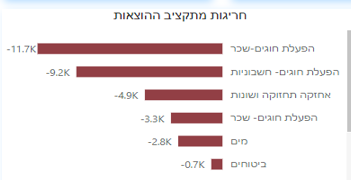 חריגות מתקציב ההוצאות
הפעלת חוגים-שכר -11.7K
הפעלת חוגים- חשבוניות -9.2K
אחזקה תחזוקה ושונות -4.9K
הפעלת חוגים- שכר -3.3K
מים -2.8K
ביטוחים -0.7K